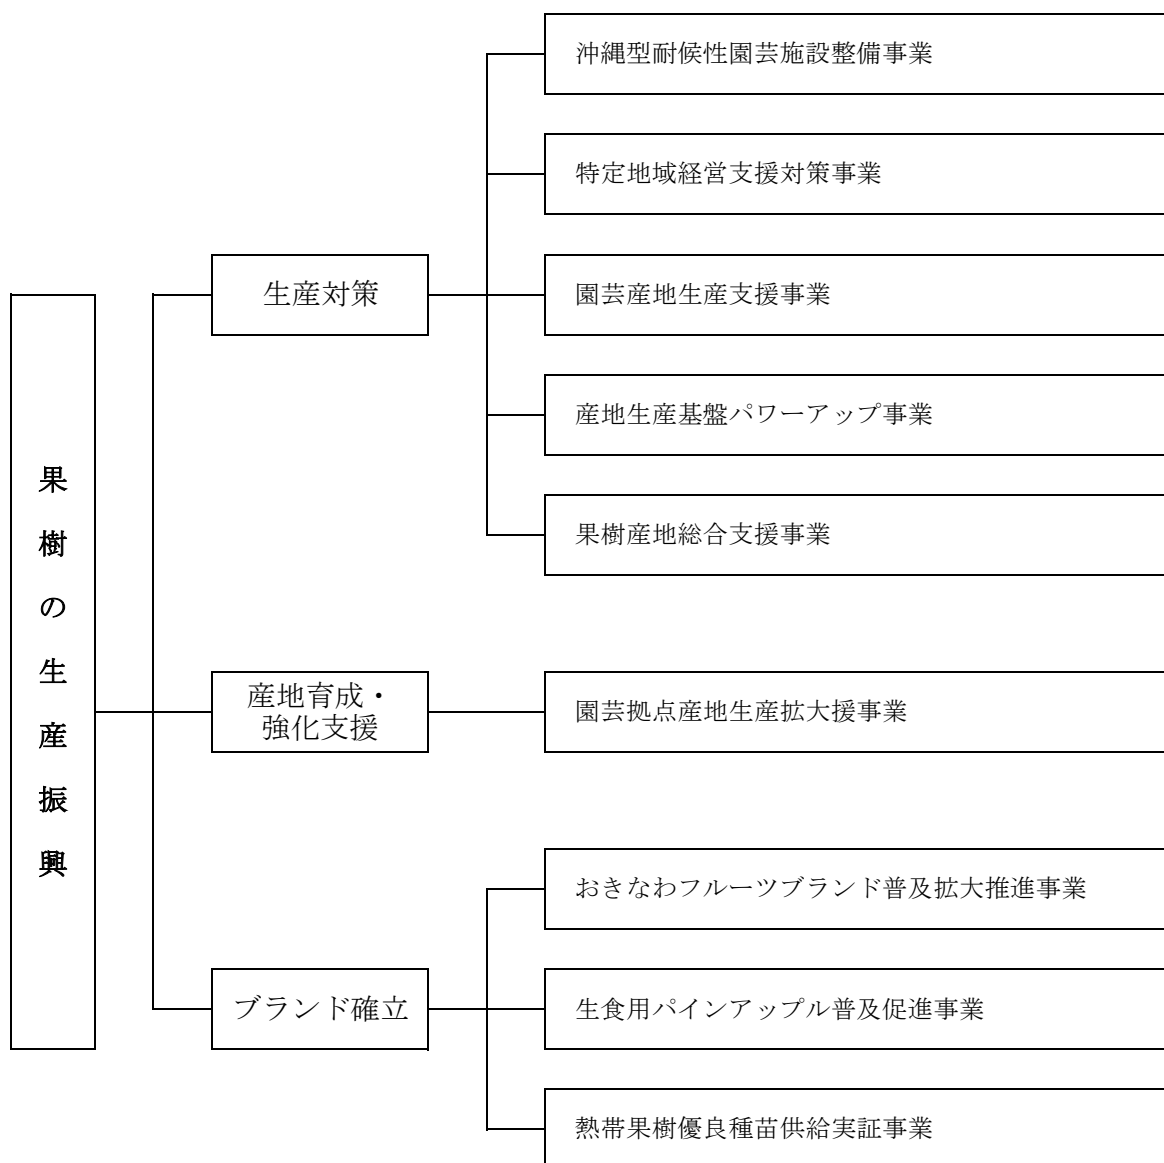 果樹の生産振興
生産対策
沖縄型耐候性園芸施設整備事業
特定地域経営支援対策事業
園芸産地生産支援事業
産地生産基盤パワーアップ事業
果樹産地総合支援事業
産地育成・
強化支援
園芸拠点産地生産拡大援事業
ブランド確立
おきなわフルーツブランド普及拡大推進事業
生食用パインアップル普及促進事業
熱帯果樹優良種苗供給実証事業